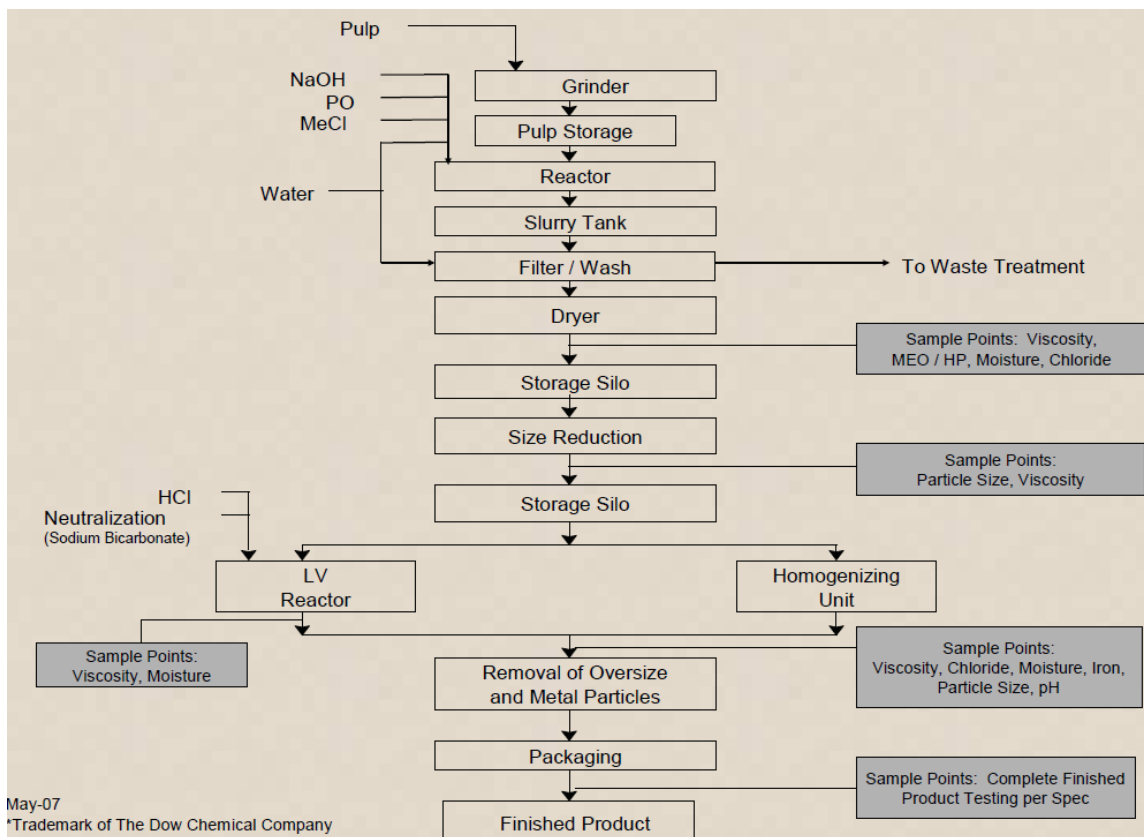 Pulp
NaOH
PO
MeCl
Water
Grinder
Pulp Storage
Reactor
Slurry Tank
Filter / Wash
To Waste Treatment
Dryer
Sample Points: Viscosity,
MEO / HP, Moisture, Chloride
Storage Silo
Size Reduction
Sample Points:
Particle Size, Viscosity
Storage Silo
HCl
Neutralization
(Sodium Bicarbonate)
LV
Reactor
Homogenizing
Unit
Sample Points:
Viscosity, Moisture
Sample Points:
Viscosity, Chloride, Moisture, Iron,
Particle Size, pH
Removal of Oversize
and Metal Particles
Packaging
Sample Points: Complete Finished
Product Testing per Spec
Finished Product
May-07
*Trademark of The Dow Chemical Company